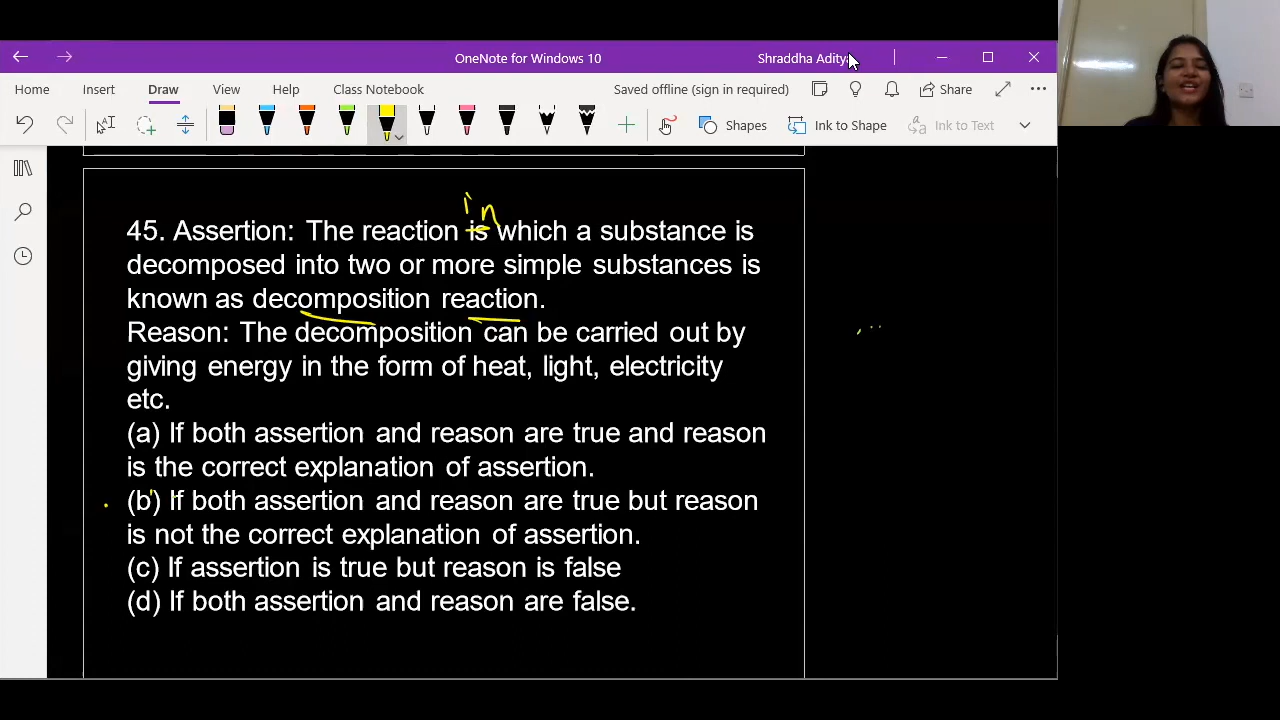 OneNote for Windows 10
Shraddha Aditya
Home Insert Draw View Help Class Notebook Saved offline (sign in required) Share
Shapes Ink to Shape Ink to Text
in
45. Assertion: The reaction is which a substance is
decomposed into two or more simple substances is
known as decomposition reaction.
Reason: The decomposition can be carried out by
giving energy in the form of heat, light, electricity
etc.
(a) If both assertion and reason are true and reason
is the correct explanation of assertion.
(b) If both assertion and reason are true but reason
is not the correct explanation of assertion.
(c) If assertion is true but reason is false
(d) If both assertion and reason are false.